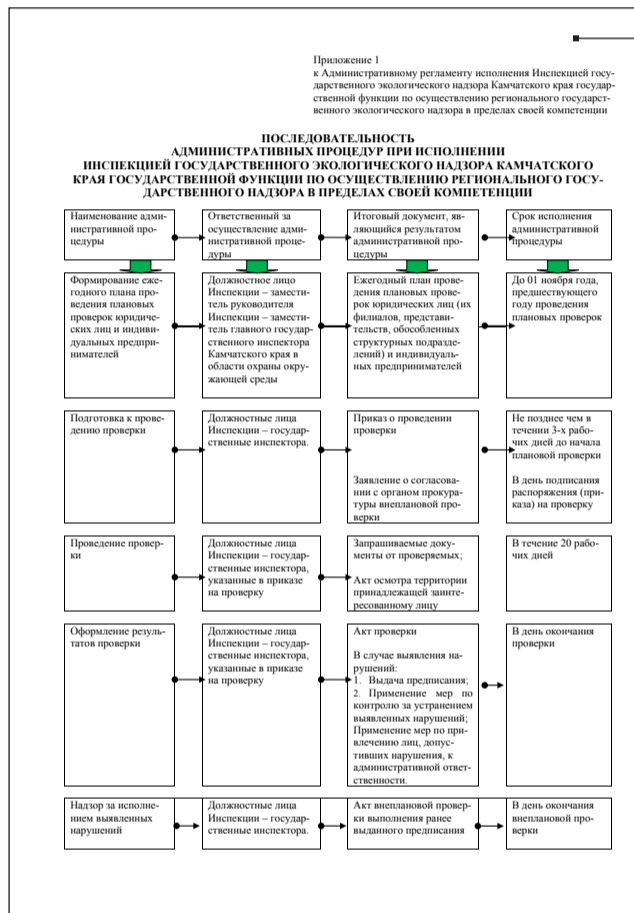 Приложение 1
к Административному регламенту исполнения Инспекцией госу-
дарственного экологического надзора Камчатского края государ-
ственной функции по осуществлению регионального государст-
венного экологического надзора в пределах своей компетенции
ПОСЛЕДОВАТЕЛЬНОСТЬ
АДМИНИСТРАТИВНЫХ ПРОЦЕДУР ПРИ ИСПОЛНЕНИИ
ИНСПЕКЦИЕЙ ГОСУДАРСТВЕННОГО ЭКОЛОГИЧЕСКОГО НАДЗОРА КАМЧАТСКОГО
КРАЯ ГОСУДАРСТВЕННОЙ ФУНКЦИИ ПО ОСУЩЕСТВЛЕНИЮ РЕГИОНАЛЬНОГО ГОСУ-
ДАРСТВЕННОГО НАДЗОРА В ПРЕДЕЛАХ СВОЕЙ КОМПЕТЕНЦИИ
Наименование адми-
нистративной про-
цедуры
Ответственный за
осуществление адми-
нистративной проце-
дуры
Итоговый документ, яв-
ляющийся результатом
административной про-
цедуры
Срок исполнения
административной
процедуры
Формирование еже-
годного плана про-
ведения плановых
проверок юридичес-
ких лиц и индиви-
дуальных предпри-
нимателей
Должностное лицо
Инспекции – замести-
тель руководителя
Инспекции – замести-
тель главного государст-
венного инспектора
Камчатского края в
области охраны окру-
жающей среды
Ежегодный план прове-
дения плановых прове-
рок юридических лиц (их
филиалов, представи-
тельств, обособленных
структурных подразде-
лений) и индивидуаль-
ных предпринимателей
До 01 ноября года,
предшествующего
году проведения
плановых проверок
Подготовка к прове-
дению проверки
Должностные лица
Инспекции – государ-
ственные инспектора.
Приказ о проведении
проверки
Заявление о согласова-
нии с органом прокура-
туры внеплановой про-
верки
Не позднее чем в
течении 3-х рабо-
чих дней до начала
плановой проверки
В день подписания
распоряжения (при-
каза) на проверку
Проведение провер-
ки
Должностные лица
Инспекции – государ-
ственные инспектора,
указанные в приказе
на проверку
Запрашиваемые доку-
менты от проверяемых;
Акт осмотра территории
принадлежащей заинте-
ресованному лицу
В течение 20 рабо-
чих дней
Оформление резуль-
татов проверки
Должностные лица
Инспекции – государ-
ственные инспектора,
указанные в приказе
на проверку
Акт проверки
В случае выявления на-
рушений:
1. Выдача предписания;
2. Применение мер по
контролю за устранением
выявленных нарушений;
Применение мер по при-
влечению лиц, допус-
тивших нарушения, к
административной ответ-
ственности.
В день окончания
проверки
Надзор за исполне-
нием выявленных
нарушений
Должностные лица
Инспекции – государ-
ственные инспектора.
Акт внеплановой провер-
ки выполнения ранее
выданного предписания
В день окончания
внеплановой про-
верки